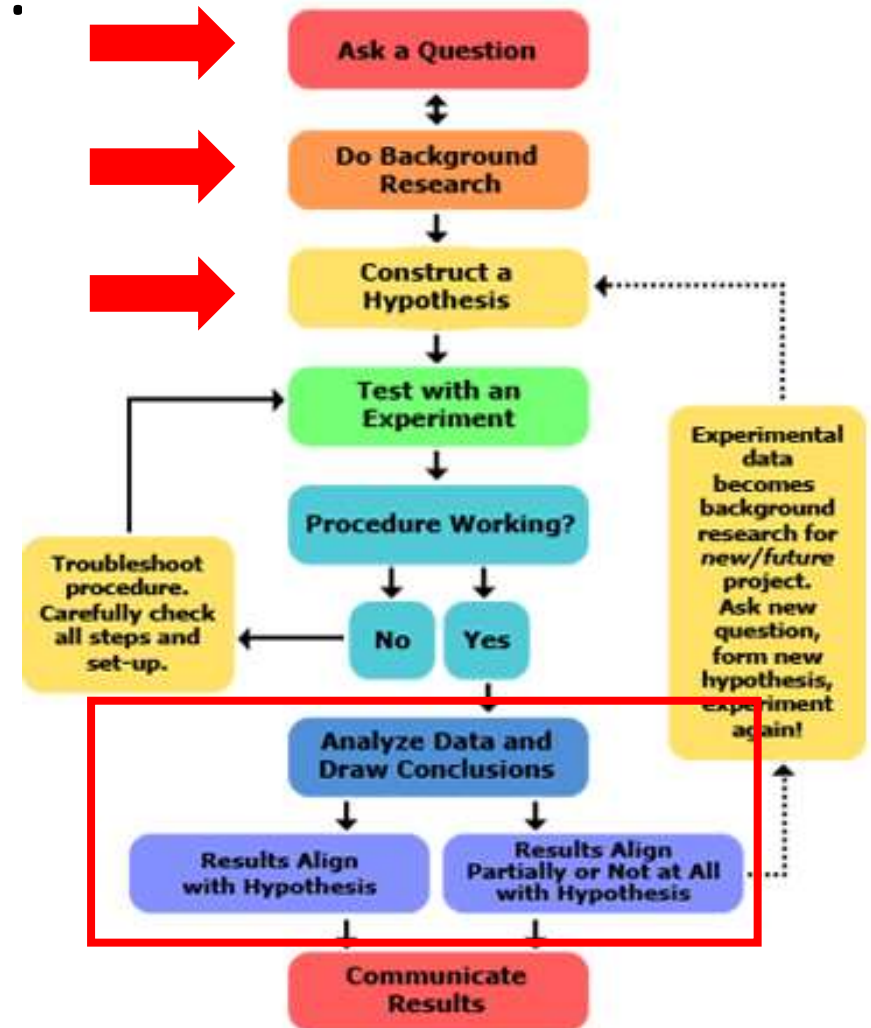 Ask a Question
Do Background
Research
Construct a
Hypothesis
Test with an
Experiment
Procedure Working?
No
Yes
Troubleshoot
procedure.
Carefully check
all steps and
set-up.
Experimental
data
becomes
background
research for
new/future
project.
Ask new
question,
form new
hypothesis,
experiment
again!
Analyze Data and
Draw Conclusions
Results Align
with Hypothesis
Results Align
Partially or Not at All
with Hypothesis
Communicate
Results